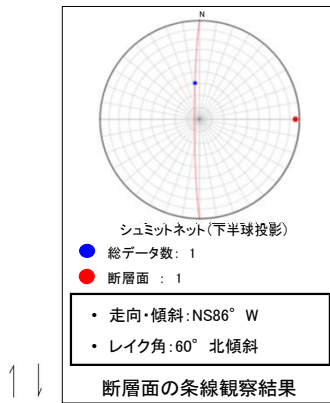 N
シュミットネット(下半球投影)
総データ数: 1
断層面 : 1
・ 走向・傾斜:NS86° W
・ レイク角:60° 北傾斜
断層面の条線観察結果